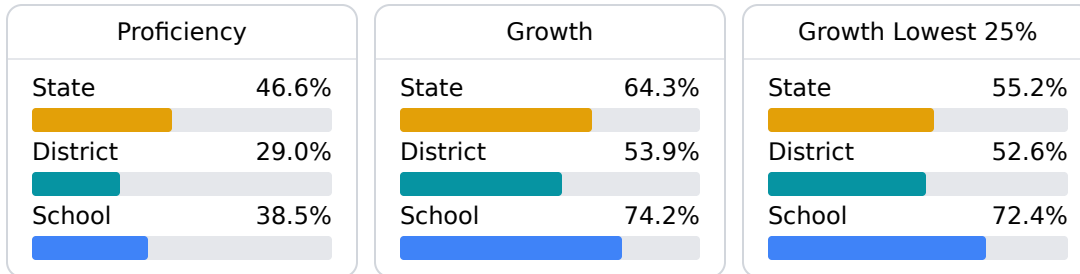 Proficiency
State 46.6%
District 29.0%
School 38.5%
Growth
State 64.3%
District 53.9%
School 74.2%
Growth Lowest 25%
State 55.2%
District 52.6%
School 72.4%